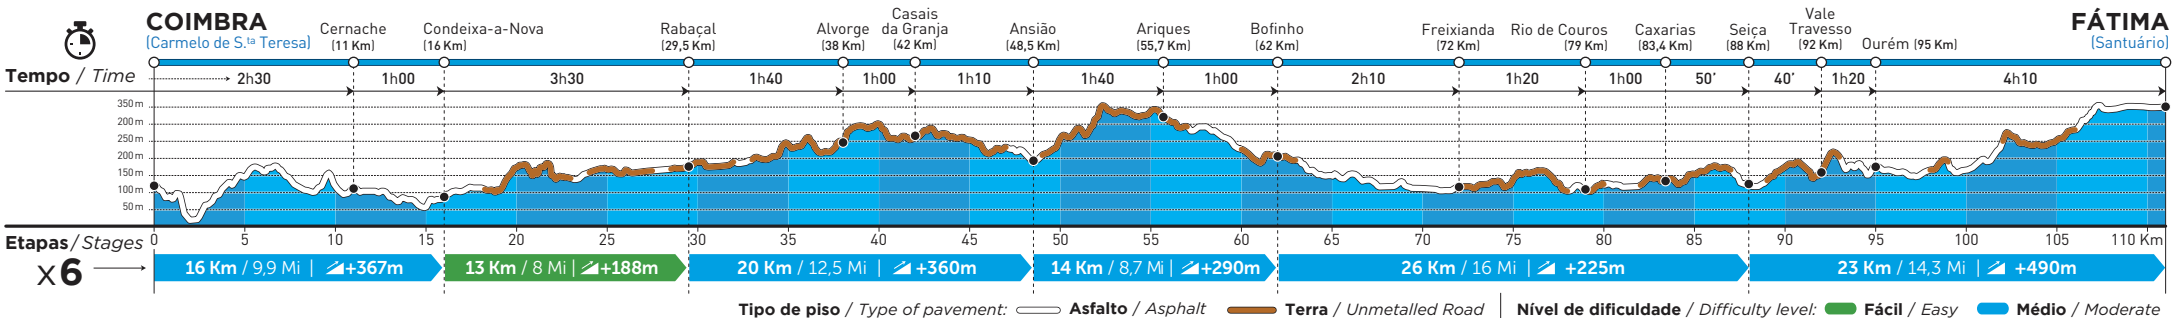 COIMBRA
(Carmelo de S.ta Teresa)
Cernache
(11 Km)
Condeixa-a-Nova
(16 Km)
Rabaçal
(29,5 Km)
Alvorge
(38 Km)
Casais
da Granja
(42 Km)
Ansião
(48,5 Km)
Ariques
(55,7 Km)
Bofinho
(62 Km)
Freixianda
(72 Km)
Rio de Couros
(79 Km)
Caxarias
(83,4 Km)
Seiça
(88 Km)
Vale
Travesso
(92 Km)
Ourém (95 Km)
FÁTIMA
(Santuário)
Tempo / Time 2h30 1h00 3h30 1h40 1h00 1h10 1h40 1h00 2h10 1h20 1h00 50’ 40’ 1h20 4h10
350 m
250 m
200 m
200 m
150 m
100 m
50 m
Etapas / Stages 0 5 10 15 20 25 30 35 40 45 50 55 60 65 70 75 80 85 90 95 100 105 110 Km
x6
16 Km / 9,9 Mi | +367m
13 Km / 8 Mi | +188m
20 Km / 12,5 Mi | +360m
14 Km / 8,7 Mi | +290m
26 Km / 16 Mi | +225m
23 Km / 14,3 Mi | +490m
Tipo de piso / Type of pavement: Asfalto / Asphalt Terra / Unmetalled Road | Nível de dificuldade / Difficulty level: Fácil / Easy Médio / Moderate